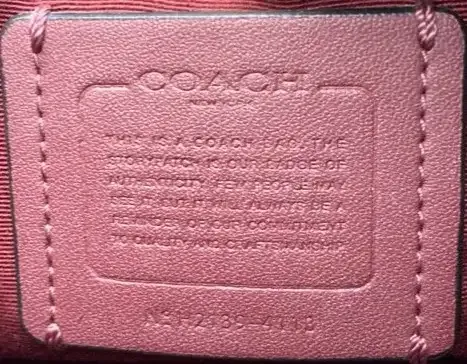 COACH
NEW YORK
THIS IS A COACH BAG. THE
STORYPATCH IS OUR BADGE OF
AUTHENTICITY. FEW PEOPLE MAY
SEE IT, BUT IT WILL ALWAYS BE A
REMINDER OF OUR COMMITMENT
TO QUALITY AND CRAFTSMANSHIP.